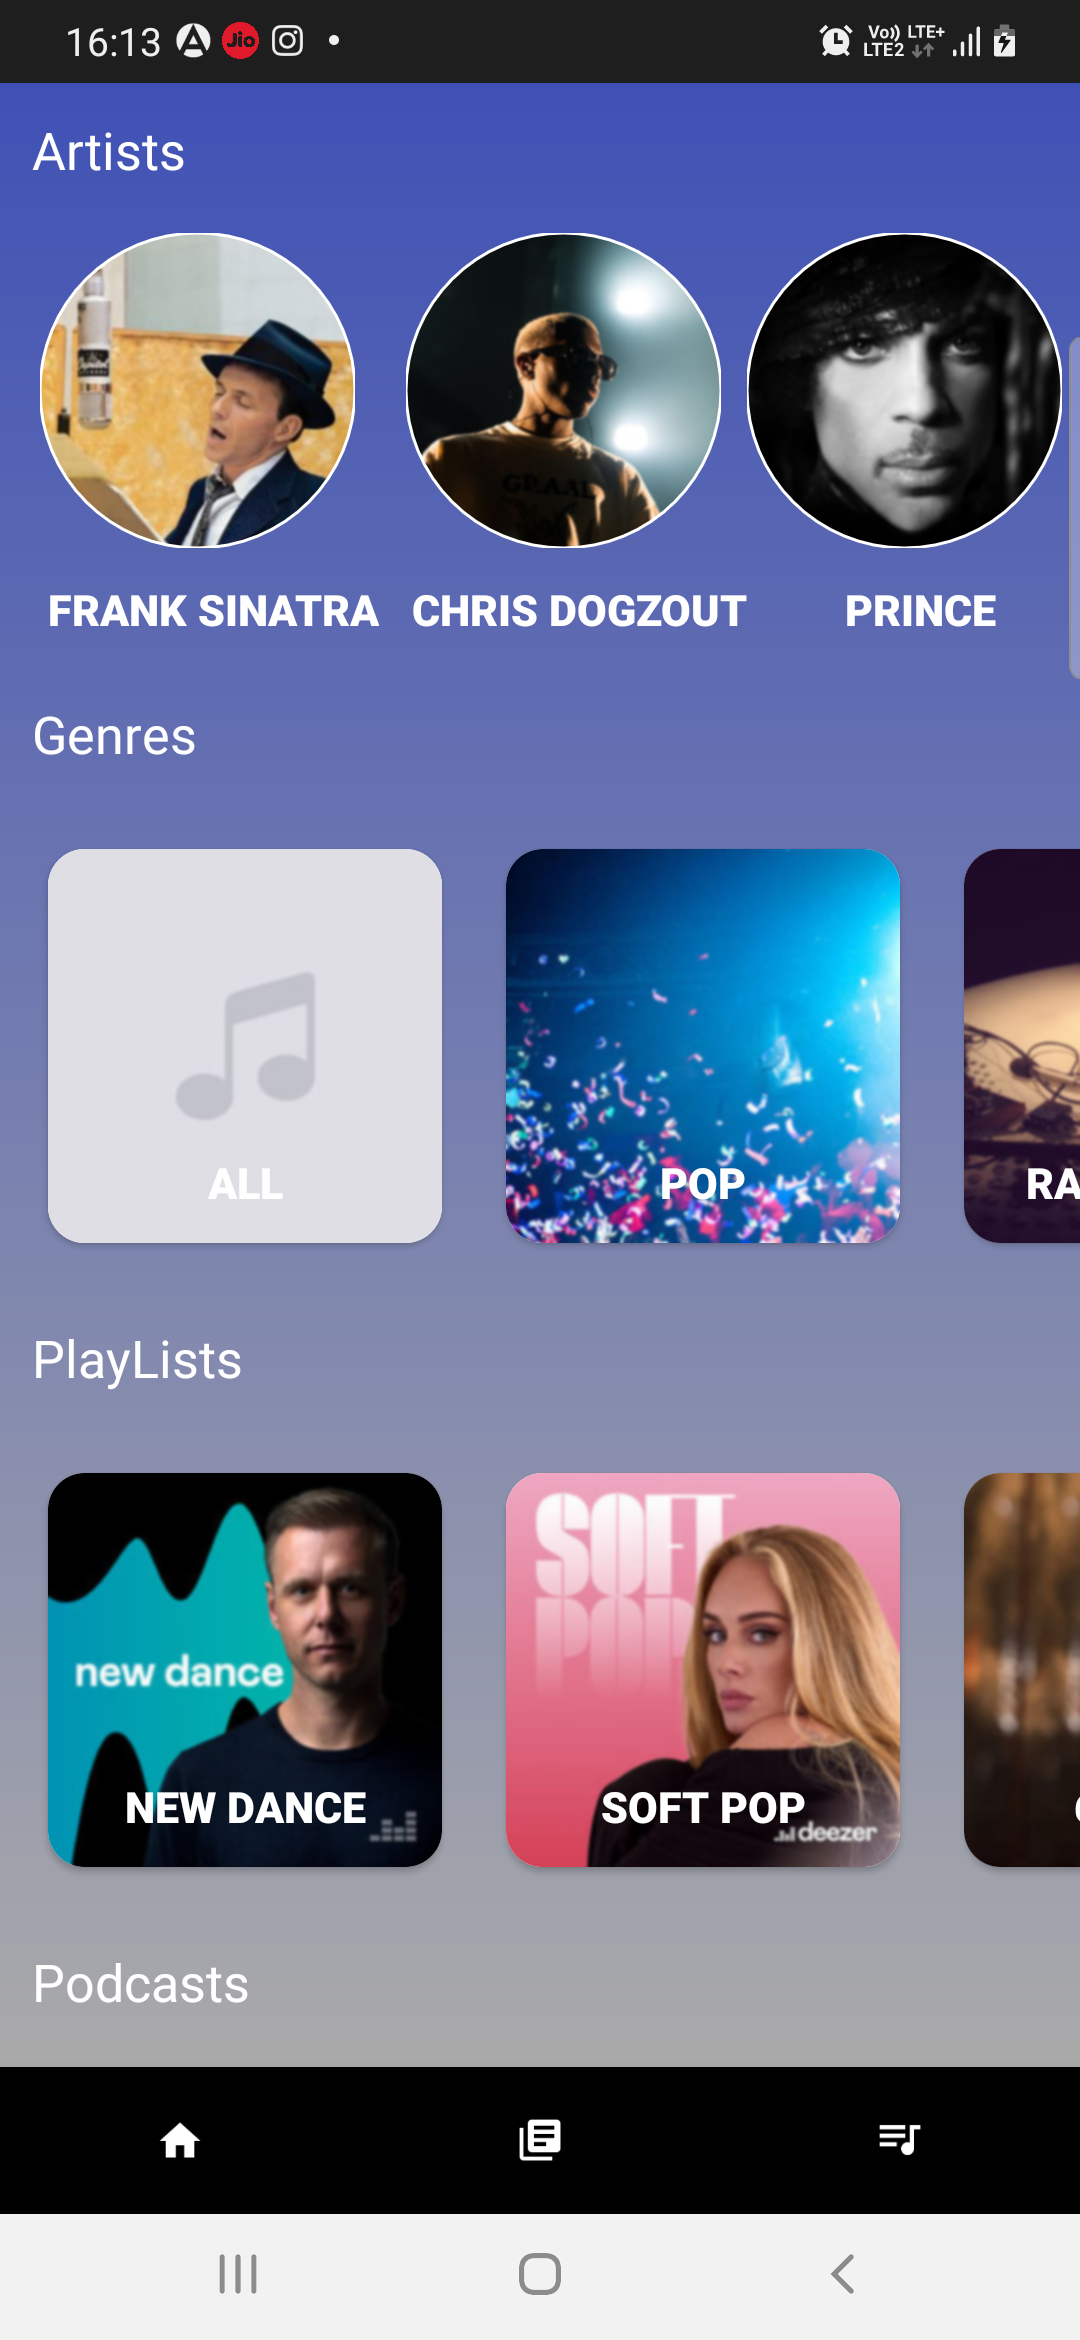 16:13 Jio Vo)) LTE+
LTE2
Artists
FRANK SINATRA CHRIS DOGZOUT PRINCE
Genres
ALL POP RA
PlayLists
new dance
NEW DANCE
SOFT
POP
SOFT POP
deezer
Podcasts